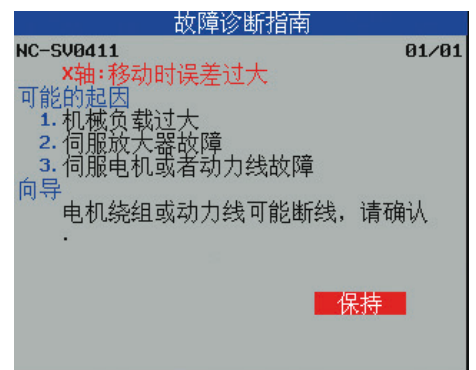 故障诊断指南
NC-SV0411 01/01
X轴:移动时误差过大
可能的起因
1. 机械负载过大
2. 伺服放大器故障
3. 伺服电机或者动力线故障
向导
电机绕组或动力线可能断线，请确认
.
保持